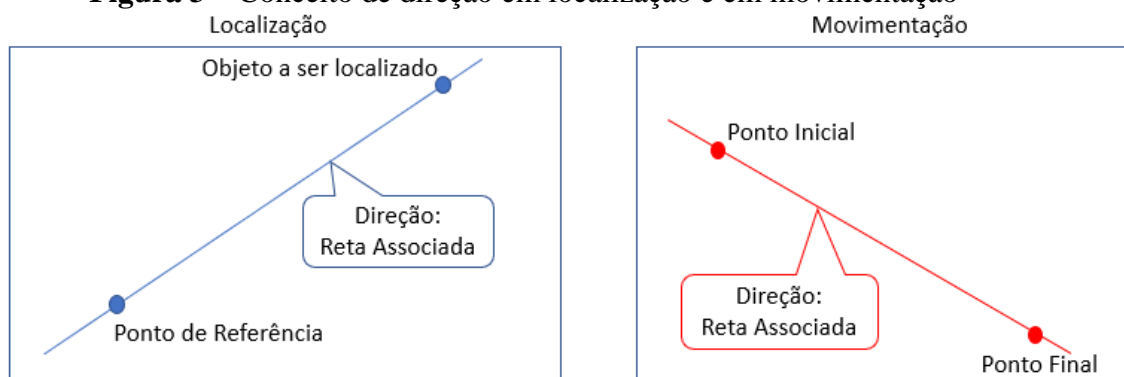 Figura – Conceito de direção em localização e em movimentação
Localização
Objeto a ser localizado
Direção:
Reta Associada
Ponto de Referência
Movimentação
Ponto Inicial
Direção:
Reta Associada
Ponto Final